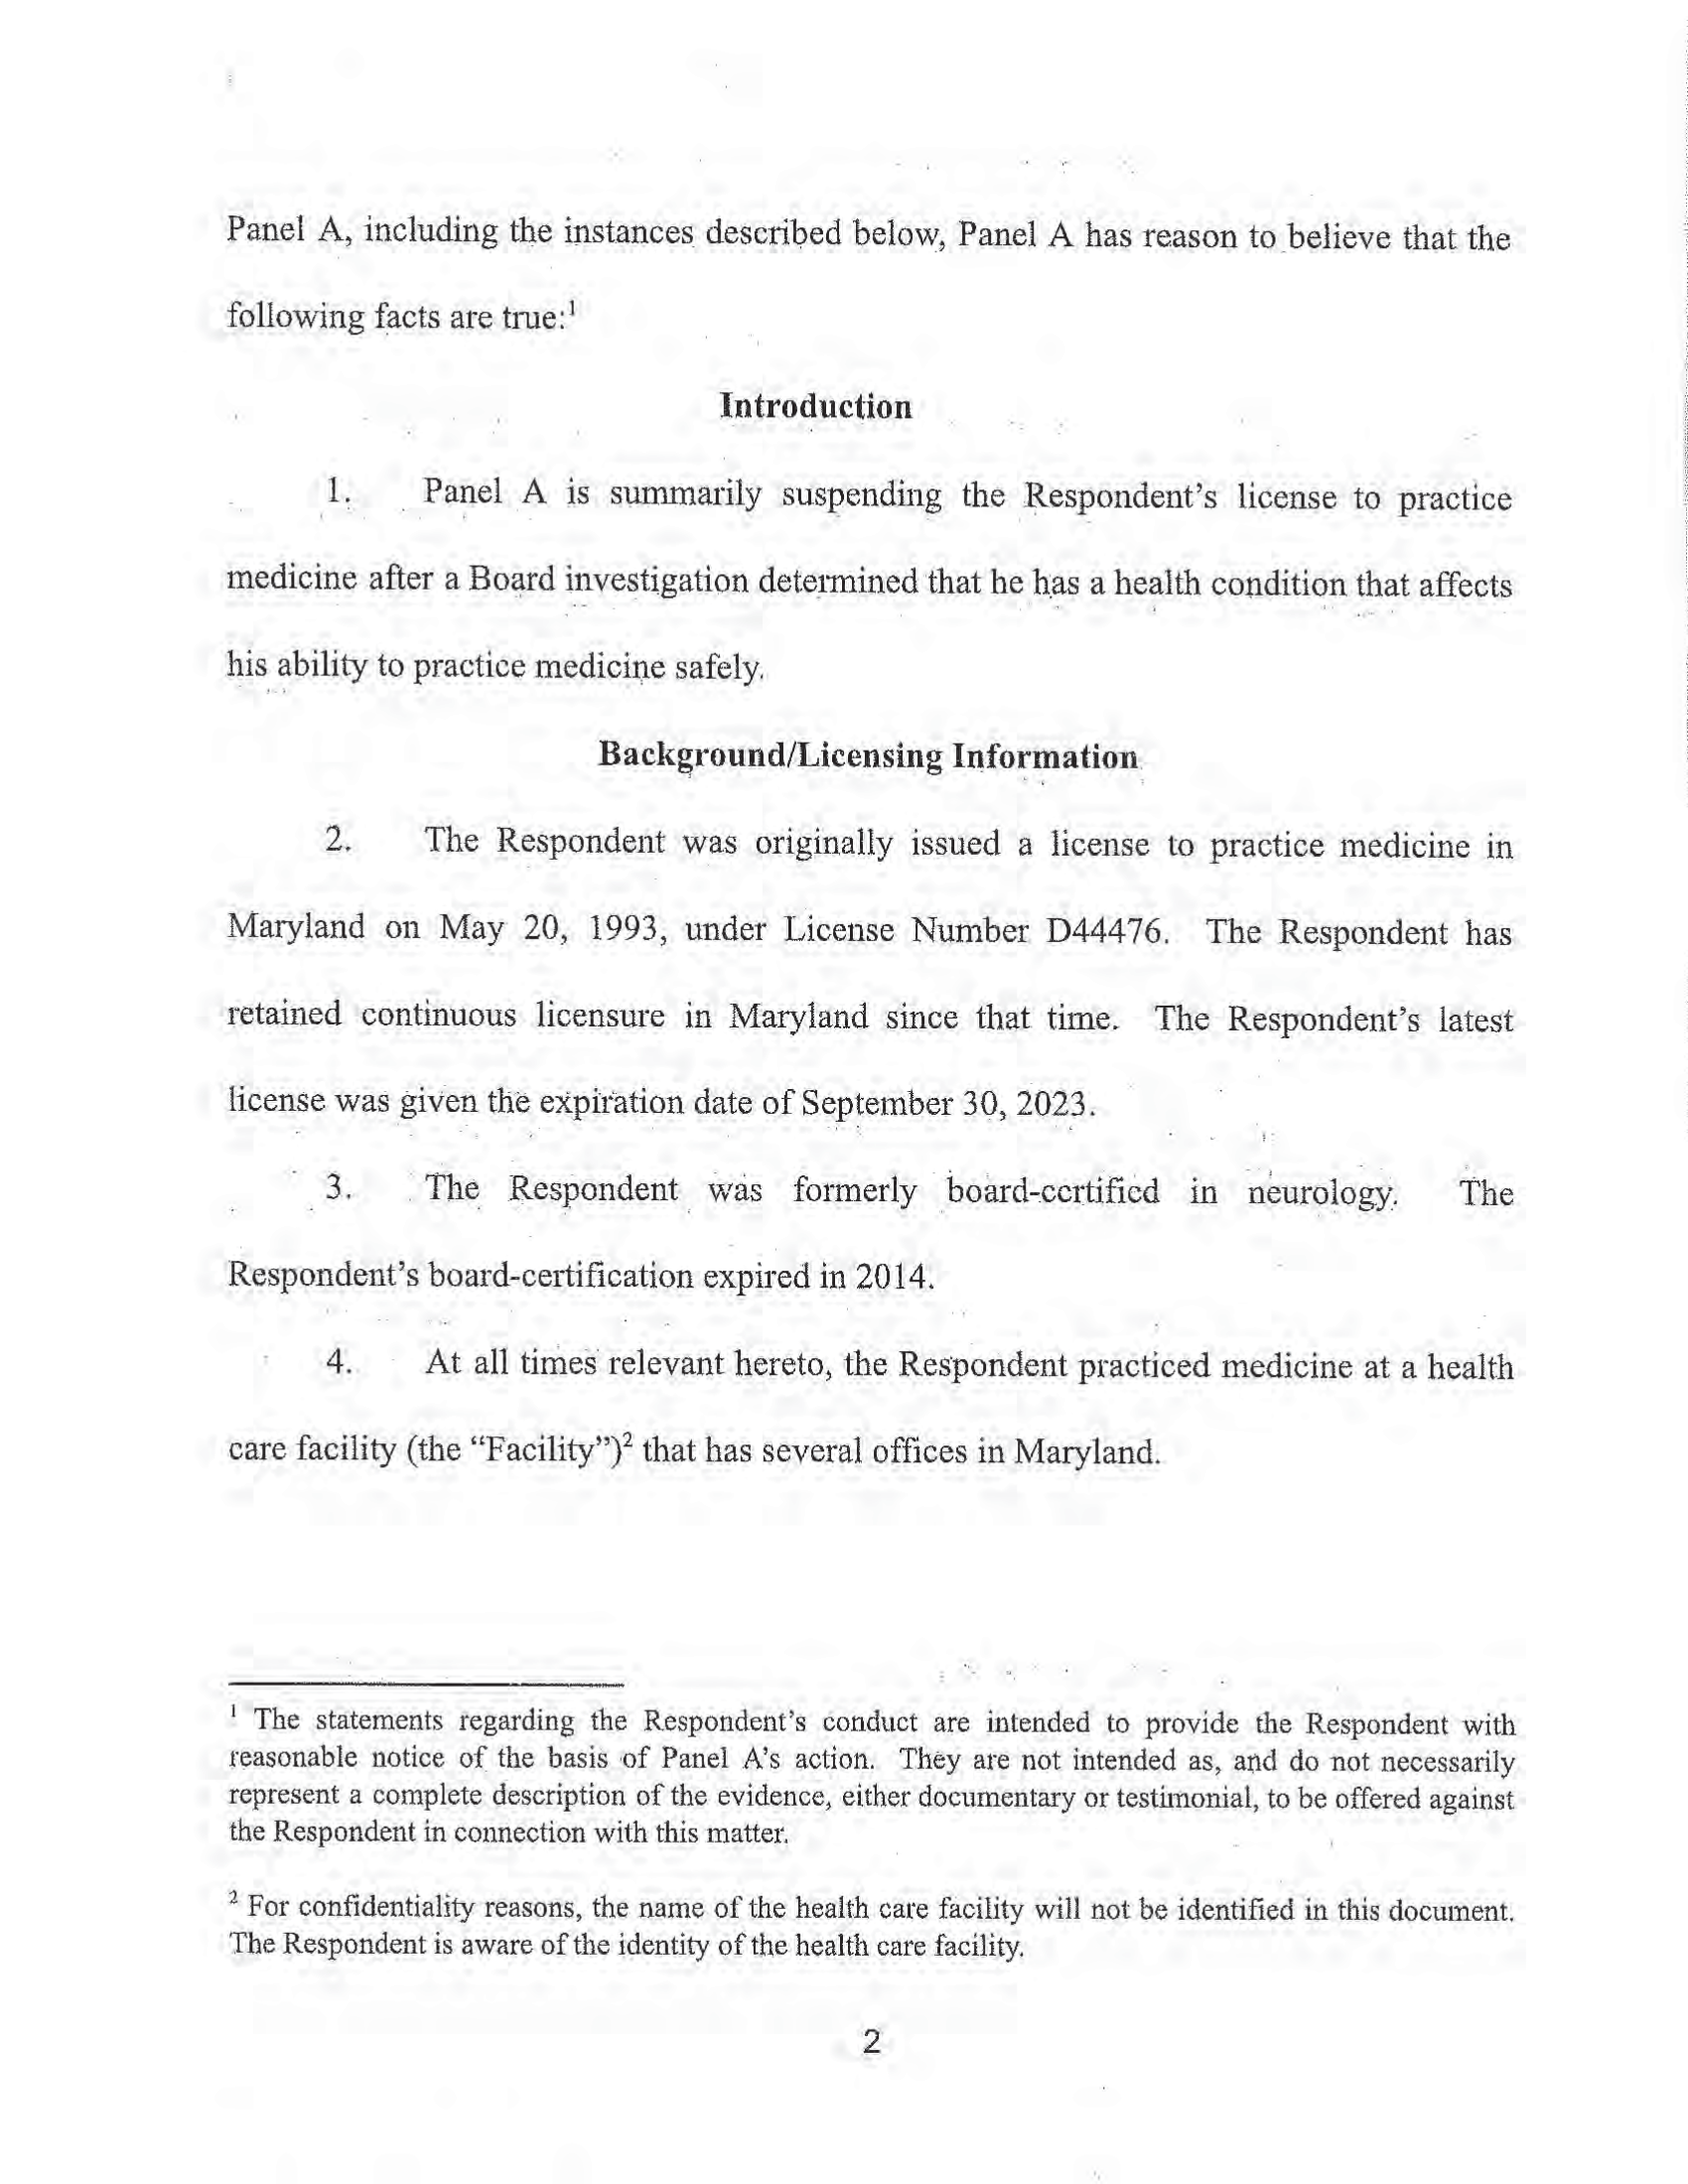 Panel A, including the instances described below, Panel A has reason to believe that the
following facts are true:¹
Introduction
1. Panel A is summarily suspending the Respondent's license to practice
medicine after a Board investigation determined that he has a health condition that affects
his ability to practice medicine safely.
Background/Licensing Information
2. The Respondent was originally issued a license to practice medicine in
Maryland on May 20, 1993, under License Number D44476. The Respondent has
retained continuous licensure in Maryland since that time. The Respondent's latest
license was given the expiration date of September 30, 2023.
3. The Respondent was formerly board-certified in neurology. The
Respondent's board-certification expired in 2014.
4. At all times relevant hereto, the Respondent practiced medicine at a health
care facility (the "Facility")² that has several offices in Maryland.
¹ The statements regarding the Respondent's conduct are intended to provide the Respondent with
reasonable notice of the basis of Panel A's action. They are not intended as, and do not necessarily
represent a complete description of the evidence, either documentary or testimonial, to be offered against
the Respondent in connection with this matter.
² For confidentiality reasons, the name of the health care facility will not be identified in this document.
The Respondent is aware of the identity of the health care facility.
2